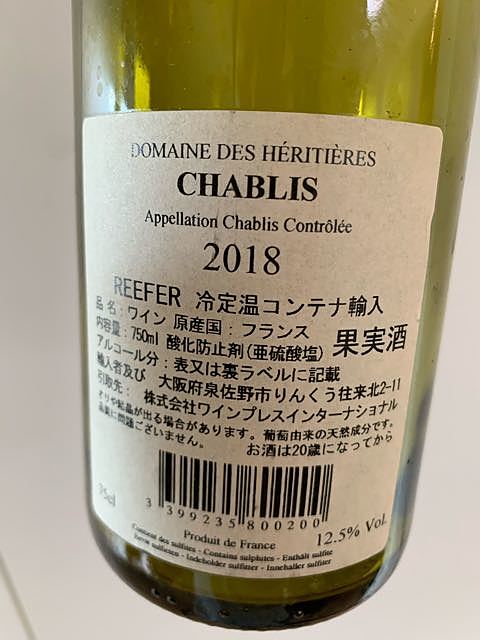 DOMAINE DES HÉRITIÈRES
CHABLIS
Appellation Chablis Contrôlée
2018
REEFER 冷定温コンテナ輸入
品名:ワイン 原産国:フランス
内容量:750ml 酸化防止剤(亜硫酸塩) 果実酒
アルコール分:表又は裏ラベルに記載
輸入者及び 大阪府泉佐野市りんくう往来北2-11
引取先: 株式会社ワインプレスインターナショナル
すりや結晶が出る場合があります。葡萄由来の天然成分です。
品質に問題ございません。 お酒は20歳になってから
3 399235 800200
75cl
Produit de France
12.5% Vol.
Contient des sulfites - Contains sulphites - Enthält sulfite
sulfieten - Indeholder sulfitter - Inneháller sulfiter